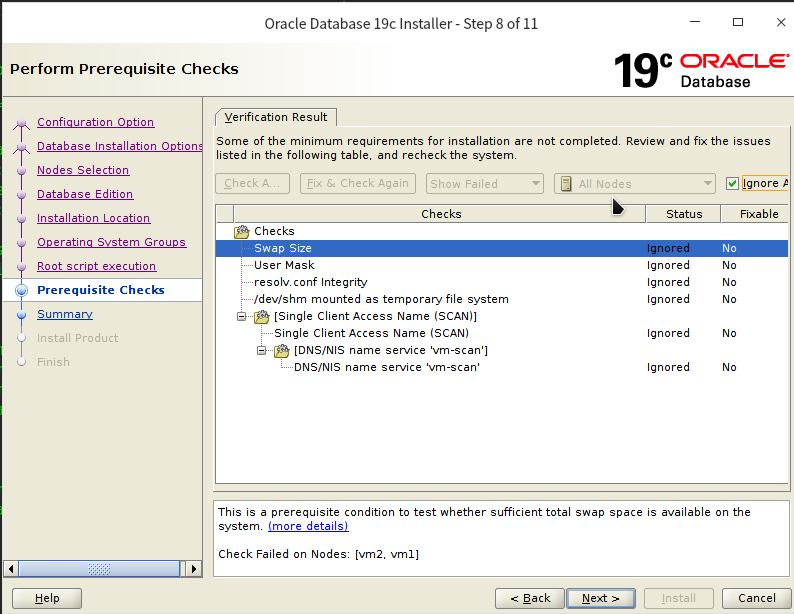 Oracle Database 19c Installer - Step 8 of 11
Perform Prerequisite Checks
19c ORACLE
Database
Configuration Option
Database Installation Options
Nodes Selection
Database Edition
Installation Location
Operating System Groups
Root script execution
Prerequisite Checks
Summary
Install Product
Finish
Verification Result
Some of the minimum requirements for installation are not completed. Review and fix the issues
listed in the following table, and recheck the system.
Check A... Fix & Check Again Show Failed All Nodes Ignore A
Checks Status Fixable
Checks
Swap Size Ignored No
User Mask Ignored No
resolv.conf Integrity Ignored No
/dev/shm mounted as temporary file system Ignored No
[Single Client Access Name (SCAN)]
Single Client Access Name (SCAN) Ignored No
[DNS/NIS name service 'vm-scan']
DNS/NIS name service 'vm-scan' Ignored No
This is a prerequisite condition to test whether sufficient total swap space is available on the
system. (more details)
Check Failed on Nodes: [vm2, vm1]
Help < Back Next > Install Cancel